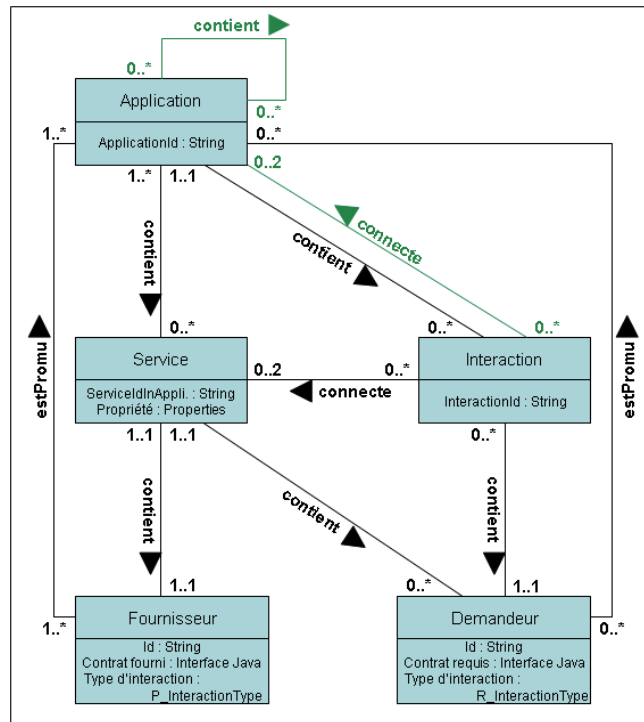 contient
0..*
Application
0..*
1..*
ApplicationId : String
0..*
1..*
1..1
0..2
connecte
contient
contient
estPromu
estPromu
0..*
0..*
0..*
Service
0..2
0..*
Interaction
ServiceIdInAppli. : String
Propriété : Properties
connecte
InteractionId : String
1..1
1..1
0..*
contient
contient
contient
1..1
0..*
1..1
1..*
Fournisseur
Demandeur
0..*
Id : String
Contrat fourni : Interface Java
Type d'interaction :
P_InteractionType
Id : String
Contrat requis : Interface Java
Type d'interaction :
R_InteractionType